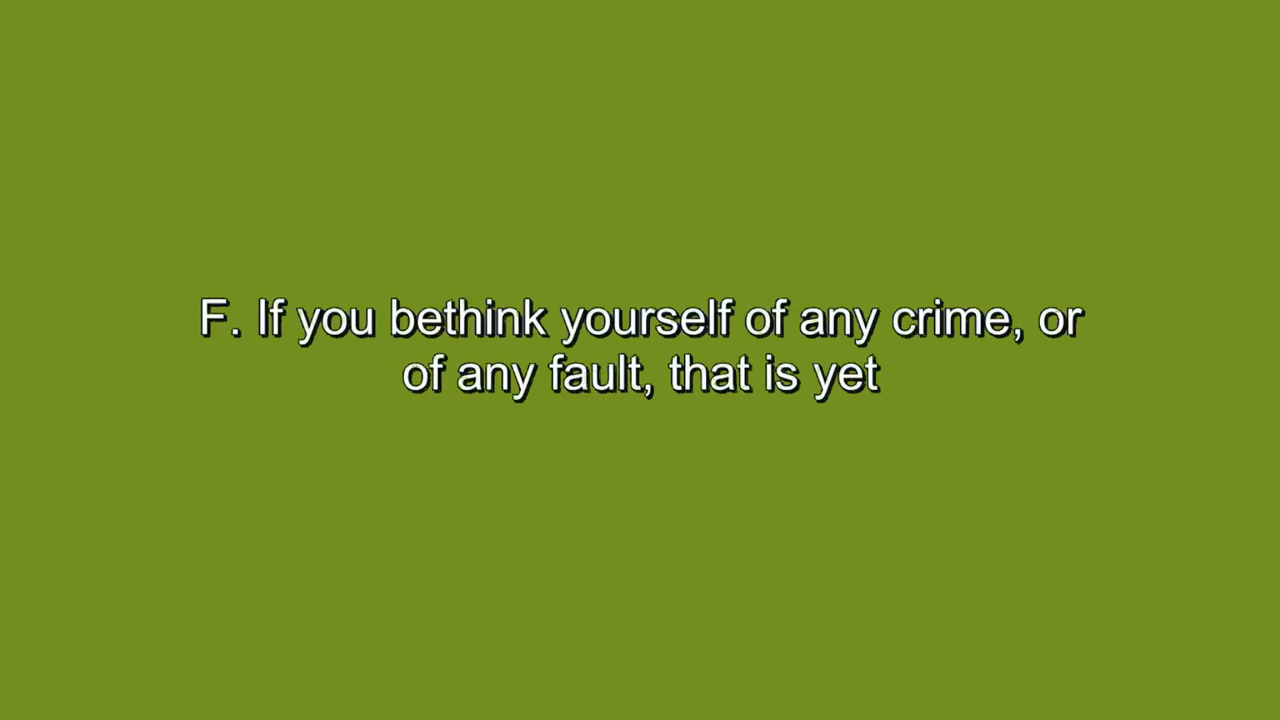 F. If you bethink yourself of any crime, or
of any fault, that is yet